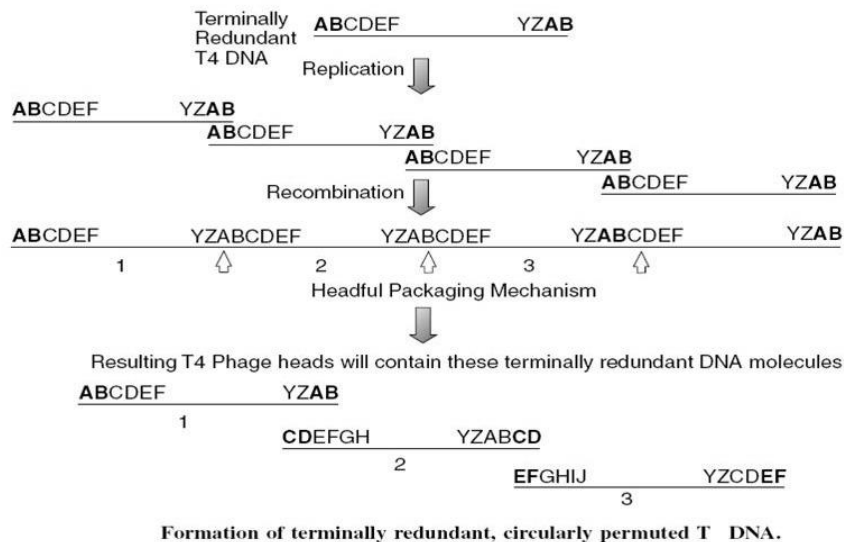 Terminally
Redundant
T4 DNA
ABCDEF YZAB
Replication
ABCDEF YZAB
ABCDEF YZAB
ABCDEF YZAB
ABCDEF YZAB
Recombination
ABCDEF YZABCDEF YZABCDEF YZABCDEF YZAB
1 2 3
Headful Packaging Mechanism
Resulting T4 Phage heads will contain these terminally redundant DNA molecules
ABCDEF YZAB
1
CDEFGH YZABCD
2
EFGHIJ YZCDEF
3
Formation of terminally redundant, circularly permuted T DNA.